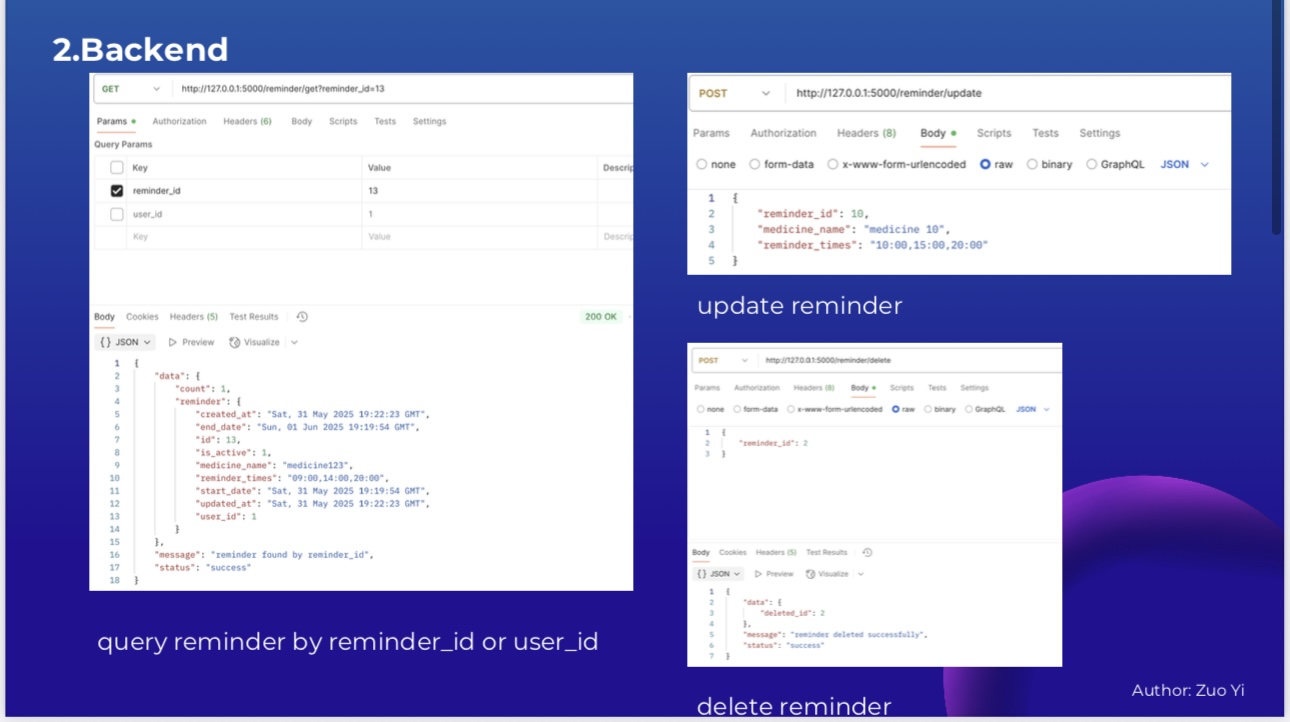 2.Backend
GET http://127.0.0.1:5000/reminder/get?reminder_id=13
Params Authorization Headers (6) Body Scripts Tests Settings
Query Params
Key Value Descrip
reminder_id 13
user_id 1
Key Value Descrip
Body Cookies Headers (5) Test Results 200 OK
{} JSON Preview Visualize
1 {
2 "data": {
3 "count": 1,
4 "reminder": {
5 "created_at": "Sat, 31 May 2025 19:22:23 GMT",
6 "end_date": "Sun, 01 Jun 2025 19:19:54 GMT",
7 "id": 13,
8 "is_active": 1,
9 "medicine_name": "medicine123",
10 "reminder_times": "09:00,14:00,20:00",
11 "start_date": "Sat, 31 May 2025 19:19:54 GMT",
12 "updated_at": "Sat, 31 May 2025 19:22:23 GMT",
13 "user_id": 1
14 }
15 },
16 "message": "reminder found by reminder_id",
17 "status": "success"
18 }
query reminder by reminder_id or user_id
POST http://127.0.0.1:5000/reminder/update
Params Authorization Headers (8) Body Scripts Tests Settings
none form-data x-www-form-urlencoded raw binary GraphQL JSON
1 {
2 "reminder_id": 10,
3 "medicine_name": "medicine 10",
4 "reminder_times": "10:00,15:00,20:00"
5 }
update reminder
POST http://127.0.0.1:5000/reminder/delete
Params Authorization Headers (8) Body Scripts Tests Settings
none form-data x-www-form-urlencoded raw binary GraphQL JSON
1 {
2 "reminder_id": 2
3 }
Body Cookies Headers (5) Test Results
{} JSON Preview Visualize
1 {
2 "data": {
3 "deleted_id": 2
4 },
5 "message": "reminder deleted successfully",
6 "status": "success"
7 }
delete reminder
Author: Zuo Yi